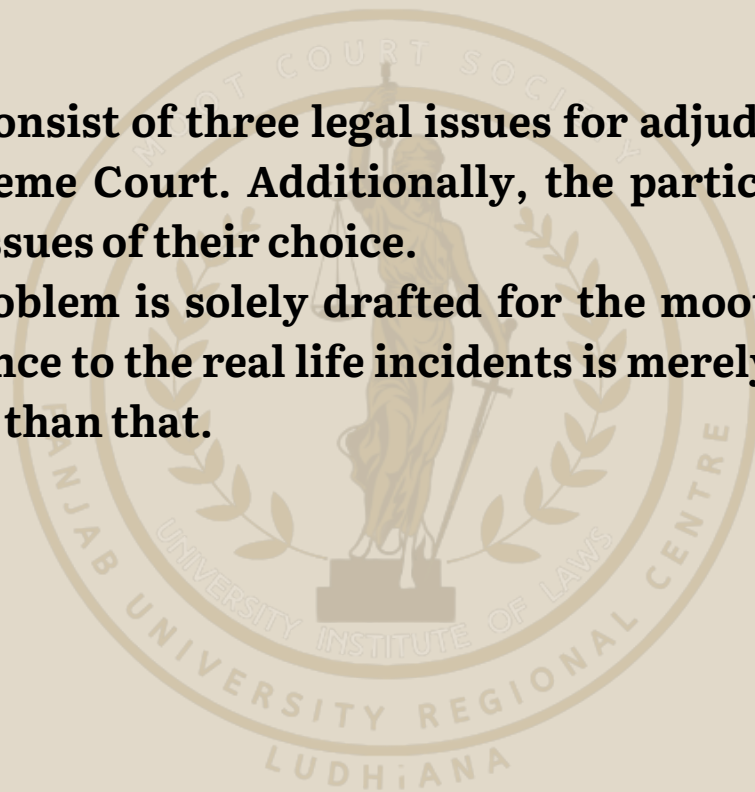 onsist of three legal issues for adjud
eme Court. Additionally, the partic
ssues of their choice.
oblem is solely drafted for the moo
nce to the real life incidents is merely
than that.
MOOT COURT SOCIETY
UNIVERSITY INSTITUTE OF LAWS
PANJAB UNIVERSITY REGIONAL CENTRE
LUDHiANA